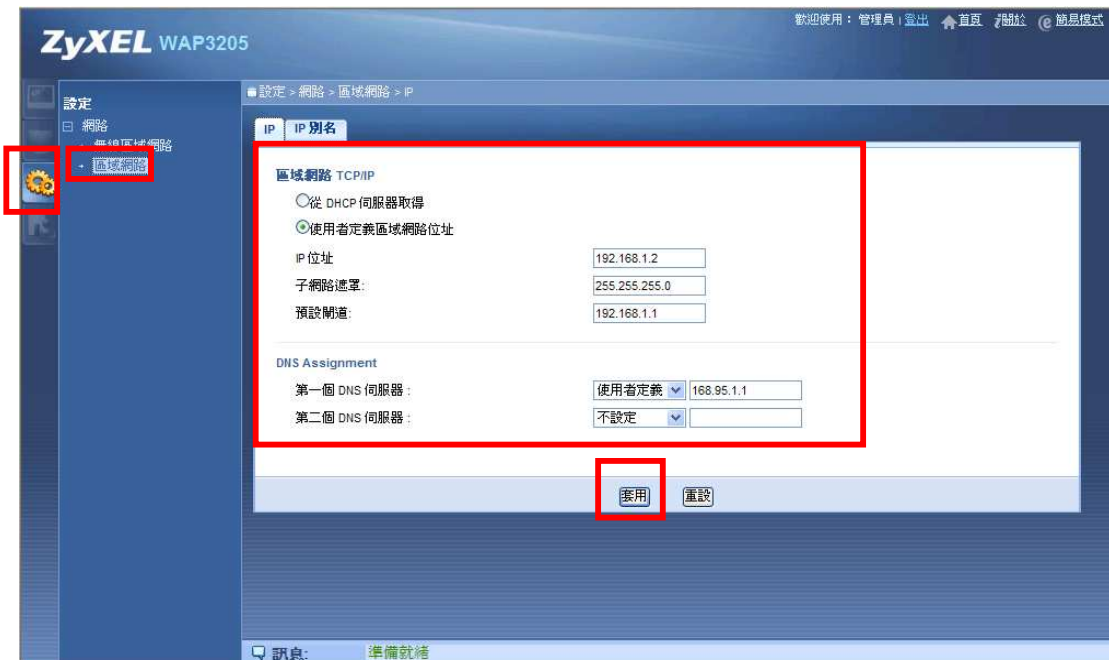 歡迎使用： 管理員 | 登出 首頁 關於 簡易模式
ZyXEL WAP3205
設定 > 網路 > 區域網路 > IP
設定
網路
無線區域網路
區域網路
IP IP 別名
區域網路 TCP/IP
從 DHCP 伺服器取得
使用者定義區域網路位址
IP 位址 192.168.1.2
子網路遮罩: 255.255.255.0
預設閘道: 192.168.1.1
DNS Assignment
第一個 DNS 伺服器 : 使用者定義 168.95.1.1
第二個 DNS 伺服器 : 不設定
套用 重設
訊息: 準備就緒